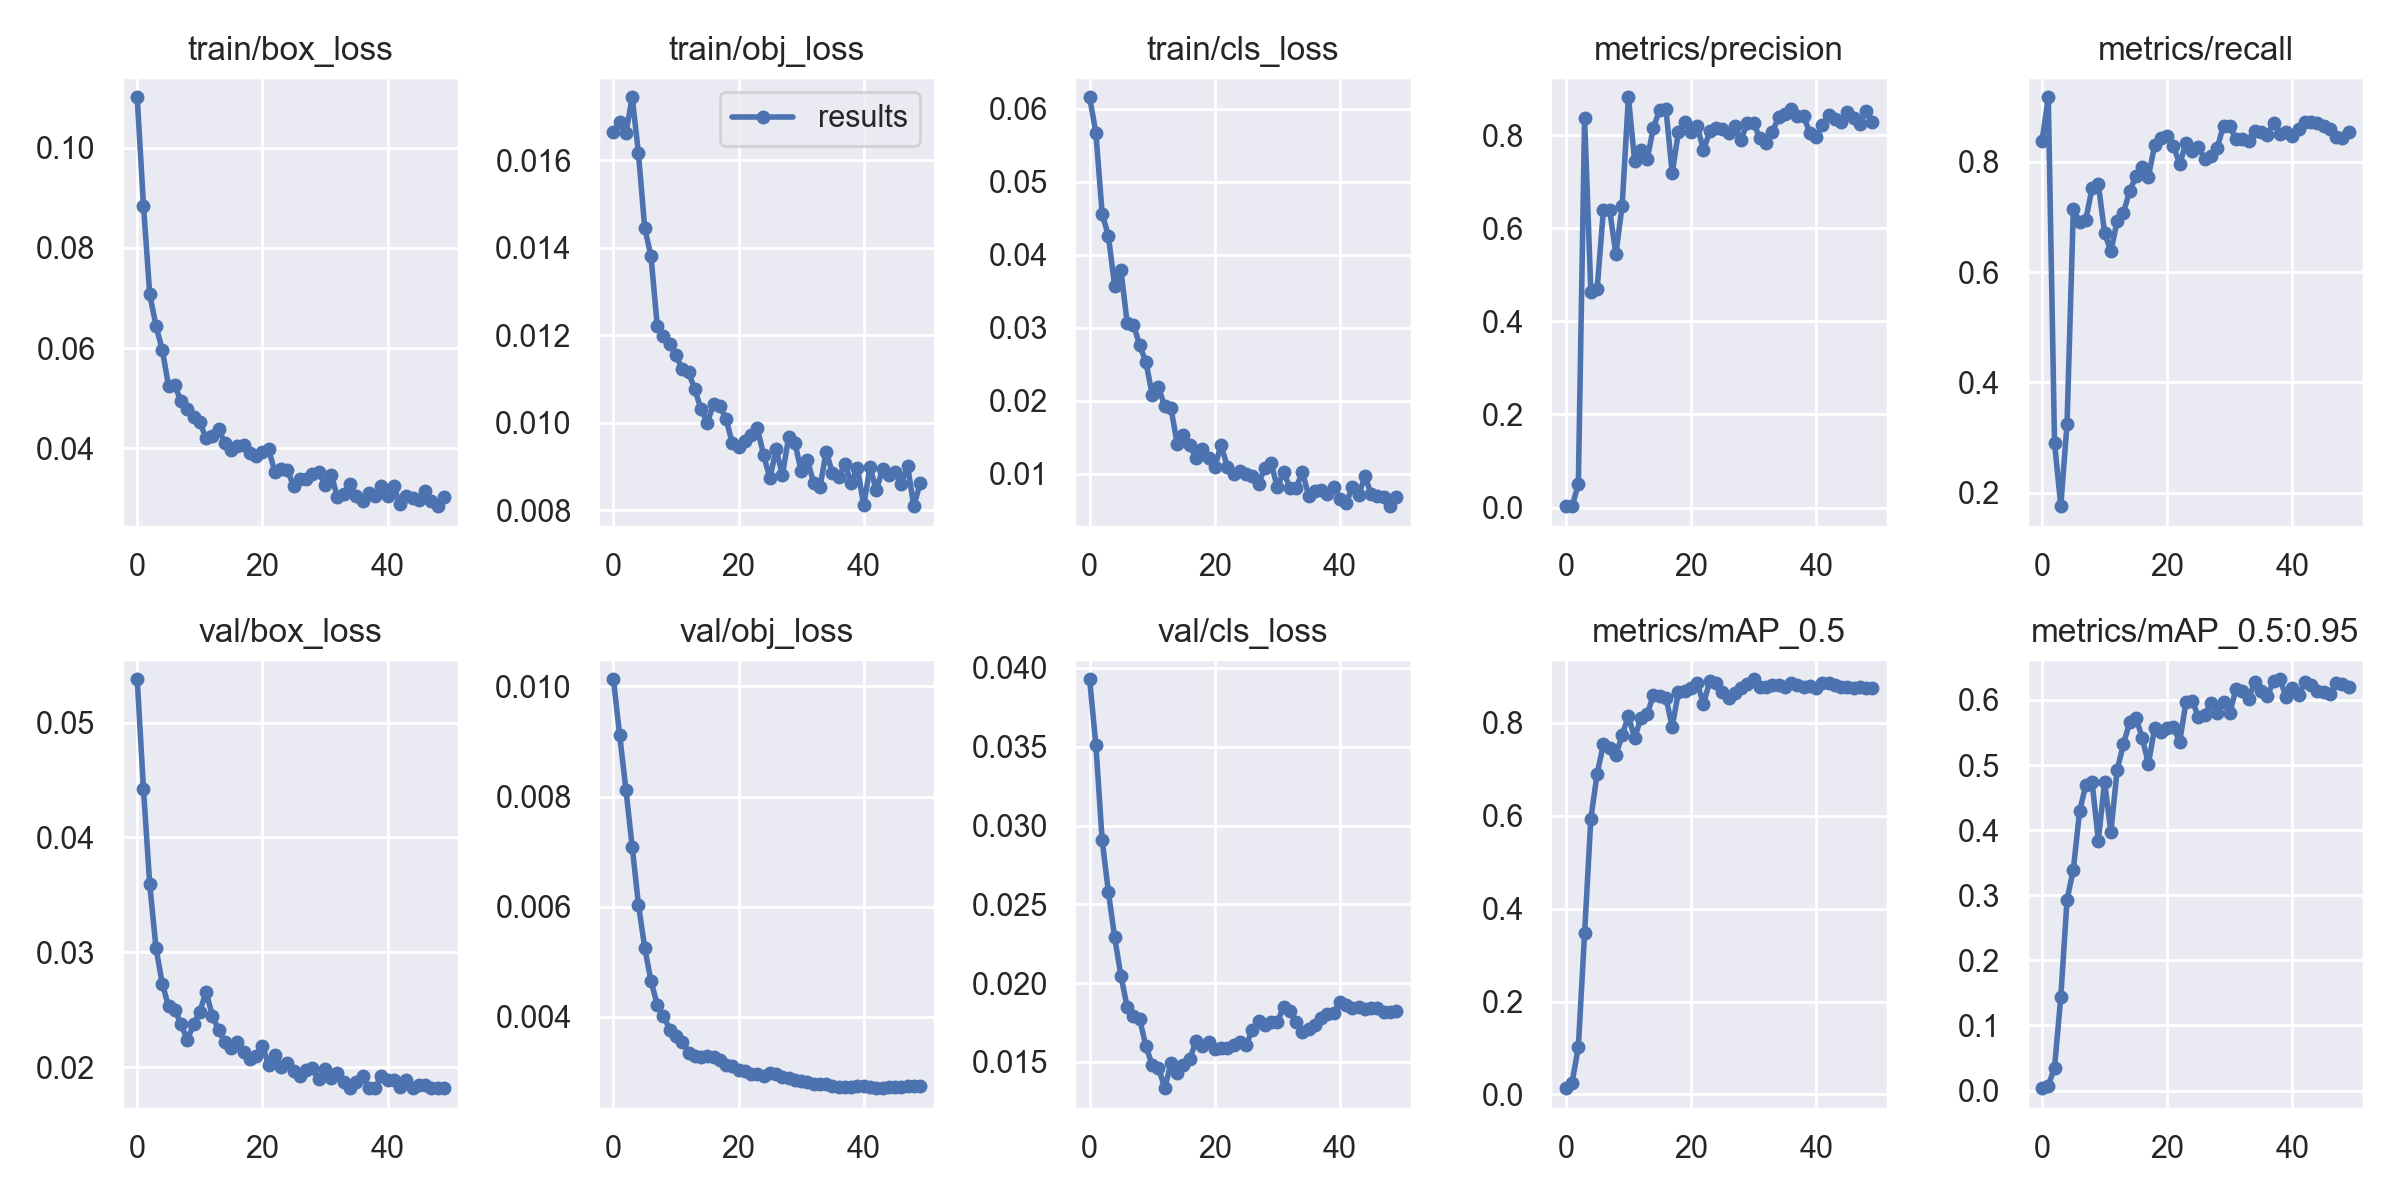 train/box_loss
0.10
0.08
0.06
0.04
0 20 40
train/obj_loss
results
0.016
0.014
0.012
0.010
0.008
0 20 40
train/cls_loss
0.06
0.05
0.04
0.03
0.02
0.01
0 20 40
metrics/precision
0.8
0.6
0.4
0.2
0.0
0 20 40
metrics/recall
0.8
0.6
0.4
0.2
0 20 40
val/box_loss
0.05
0.04
0.03
0.02
0 20 40
val/obj_loss
0.010
0.008
0.006
0.004
0 20 40
val/cls_loss
0.040
0.035
0.030
0.025
0.020
0.015
0 20 40
metrics/mAP_0.5
0.8
0.6
0.4
0.2
0.0
0 20 40
metrics/mAP_0.5:0.95
0.6
0.5
0.4
0.3
0.2
0.1
0.0
0 20 40